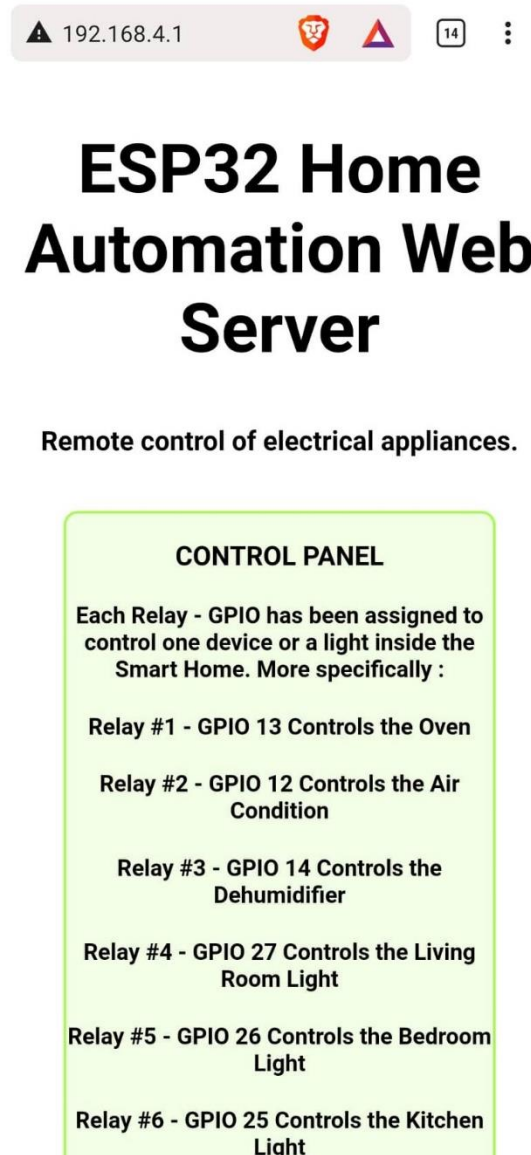 192.168.4.1
14
ESP32 Home
Automation Web
Server
Remote control of electrical appliances.
CONTROL PANEL
Each Relay - GPIO has been assigned to
control one device or a light inside the
Smart Home. More specifically :
Relay #1 - GPIO 13 Controls the Oven
Relay #2 - GPIO 12 Controls the Air
Condition
Relay #3 - GPIO 14 Controls the
Dehumidifier
Relay #4 - GPIO 27 Controls the Living
Room Light
Relay #5 - GPIO 26 Controls the Bedroom
Light
Relay #6 - GPIO 25 Controls the Kitchen
Light